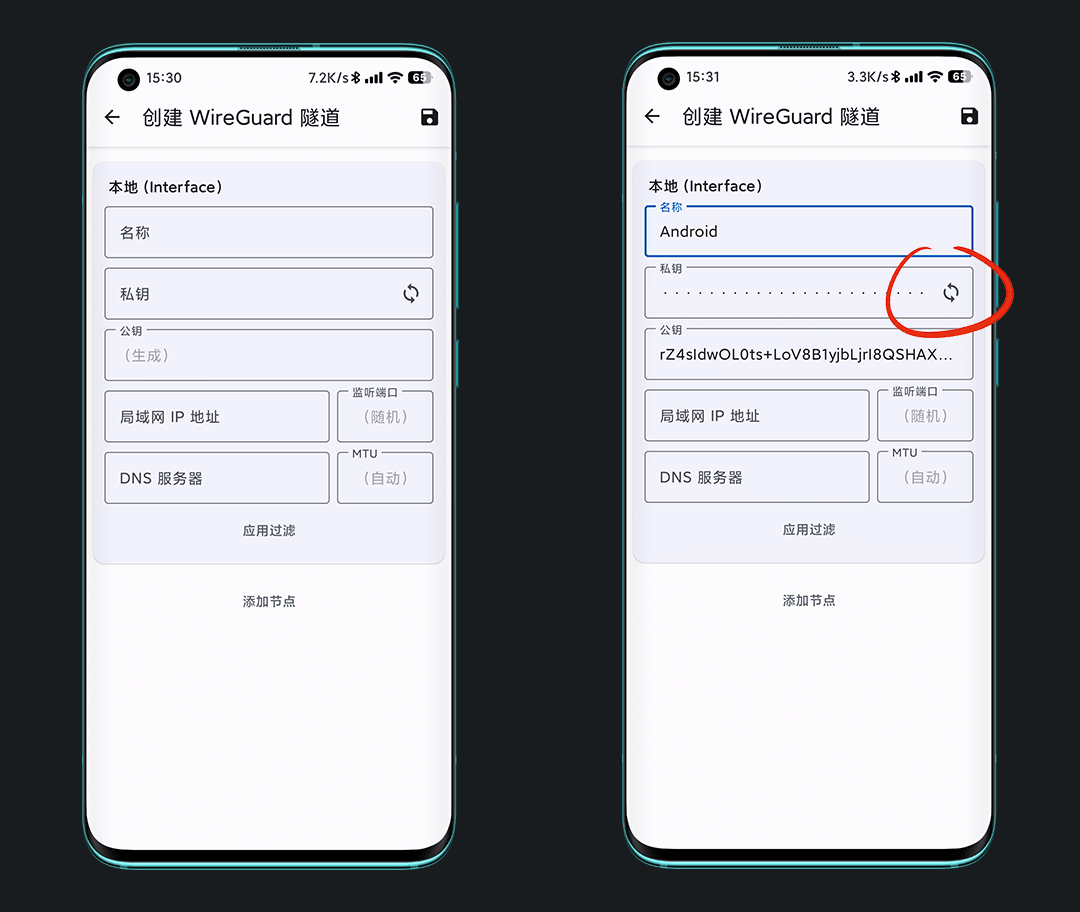 15:30
7.2K/s
65
创建 WireGuard 隧道
本地 (Interface)
名称
私钥
公钥
(生成)
局域网 IP 地址
监听端口
(随机)
DNS 服务器
MTU
(自动)
应用过滤
添加节点
15:31
3.3K/s
65
创建 WireGuard 隧道
本地 (Interface)
名称
Android
私钥
公钥
rZ4sIdwOL0ts+LoV8B1yjbLjrI8QSHAX...
局域网 IP 地址
监听端口
(随机)
DNS 服务器
MTU
(自动)
应用过滤
添加节点